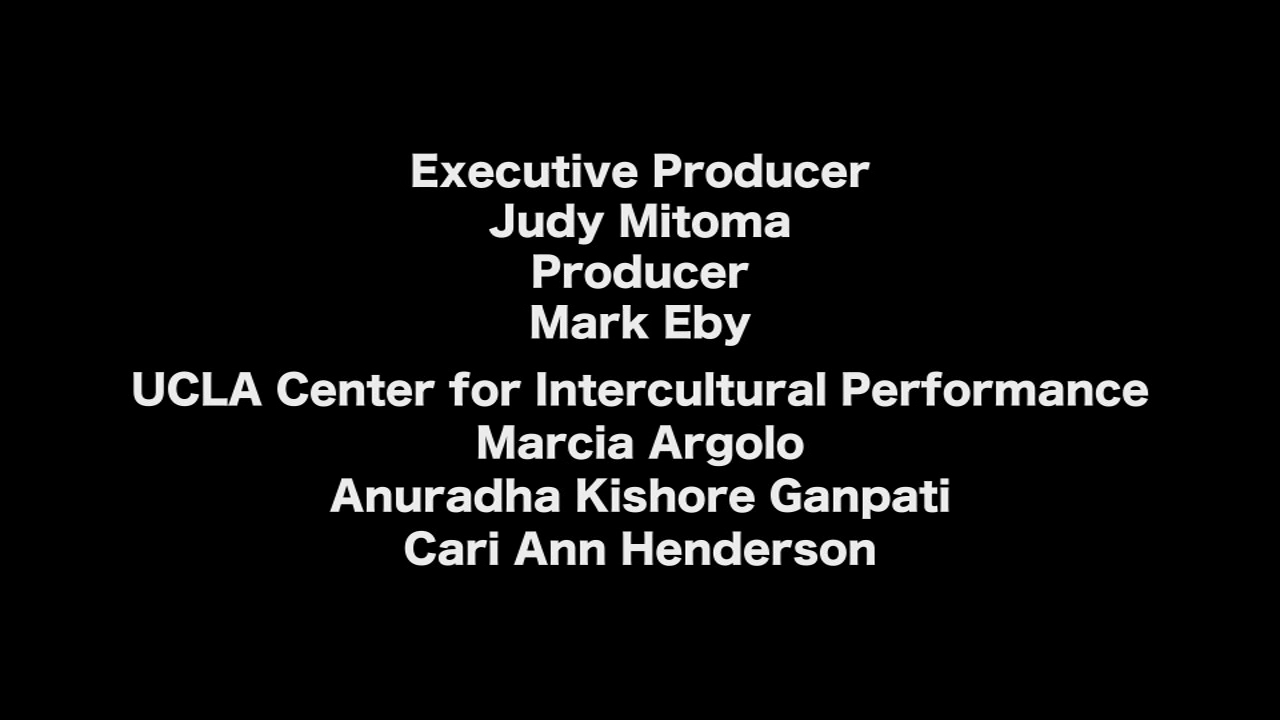 Executive Producer
Judy Mitoma
Producer
Mark Eby
UCLA Center for Intercultural Performance
Marcia Argolo
Anuradha Kishore Ganpati
Cari Ann Henderson